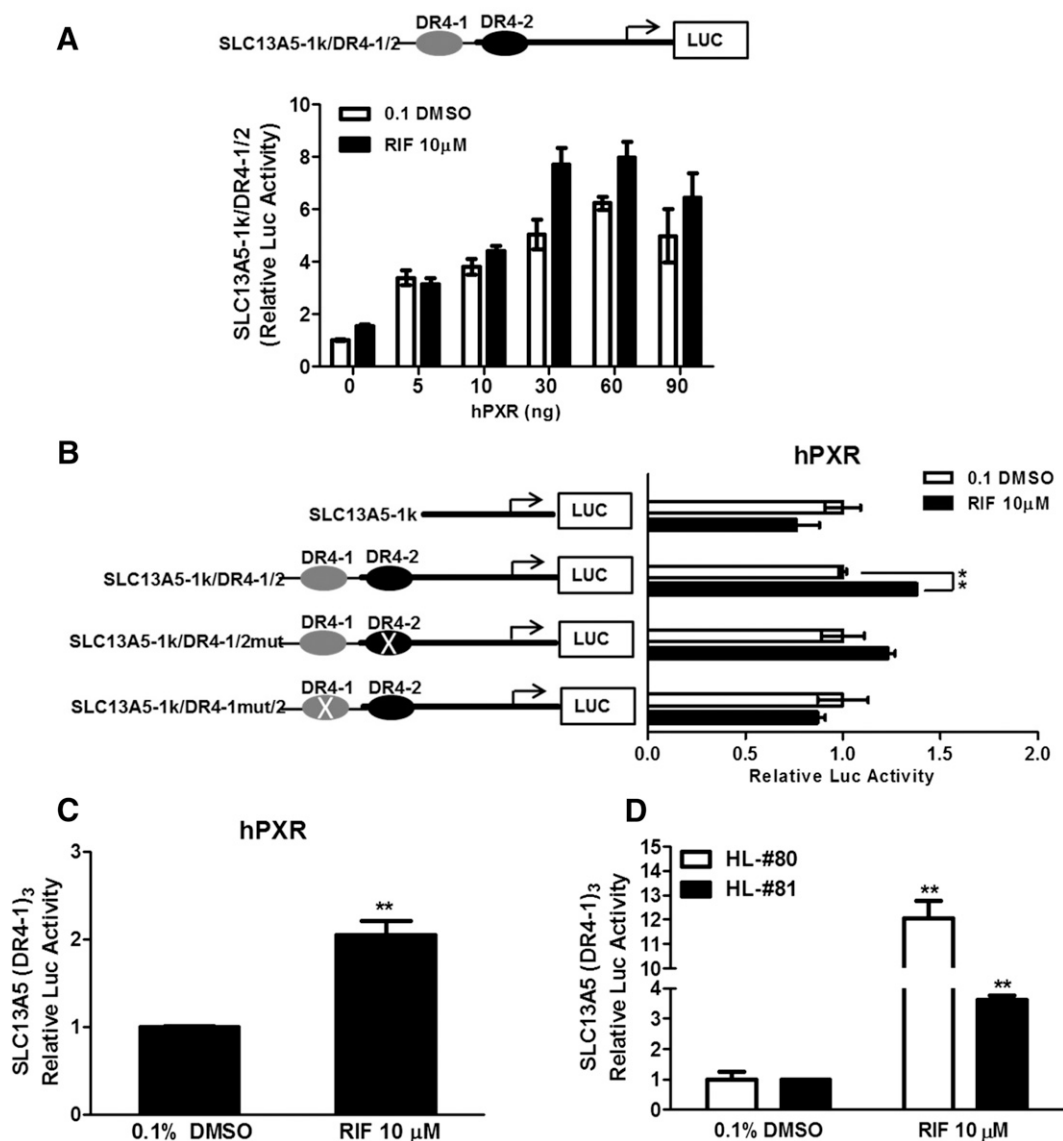 A
DR4-1 DR4-2
SLC13A5-1k/DR4-1/2
LUC
SLC13A5-1k/DR4-1/2
(Relative Luc Activity)
10
8
6
4
2
0
0.1 DMSO
RIF 10µM
0 5 10 30 60 90
hPXR (ng)
B
hPXR
0.1 DMSO
RIF 10µM
SLC13A5-1k
LUC
DR4-1 DR4-2
SLC13A5-1k/DR4-1/2
LUC
**
DR4-1 DR4-2
SLC13A5-1k/DR4-1/2mut
X
LUC
DR4-1 DR4-2
SLC13A5-1k/DR4-1mut/2
X
LUC
0.0 0.5 1.0 1.5 2.0
Relative Luc Activity
C
hPXR
SLC13A5 (DR4-1)3
Relative Luc Activity
3
2
1
0
**
0.1% DMSO RIF 10 µM
D
HL-#80
HL-#81
SLC13A5 (DR4-1)3
Relative Luc Activity
15
14
13
12
11
10
4
3
2
1
0
**
**
0.1% DMSO RIF 10 µM